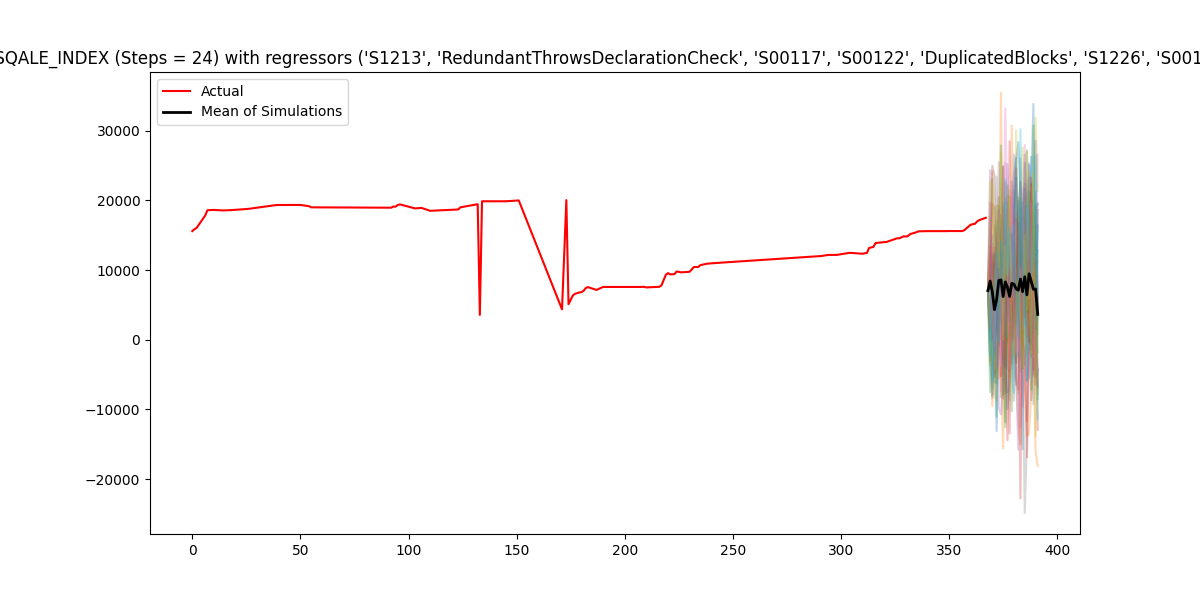 SQALE_INDEX (Steps = 24) with regressors ('S1213', 'RedundantThrowsDeclarationCheck', 'S00117', 'S00122', 'DuplicatedBlocks', 'S1226', 'S001
Actual
Mean of Simulations
30000
20000
10000
0
−10000
−20000
0 50 100 150 200 250 300 350 400